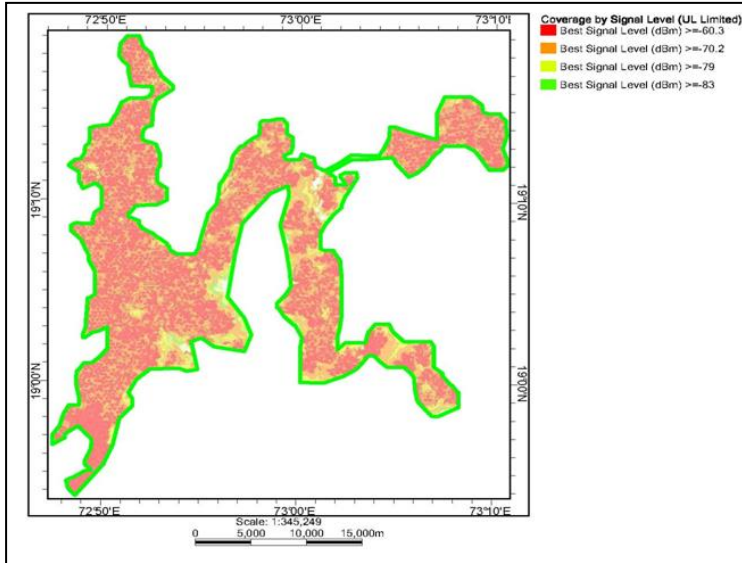 72°50'E 73°00'E 73°10'E
Coverage by Signal Level (UL Limited)
Best Signal Level (dBm) >=-60.3
Best Signal Level (dBm) >=-70.2
Best Signal Level (dBm) >=-79
Best Signal Level (dBm) >=-83
19°10'N 19°10'N
19°00'N 19°00'N
72°50'E 73°00'E 73°10'E
Scale: 1:345,249
0 5,000 10,000 15,000m